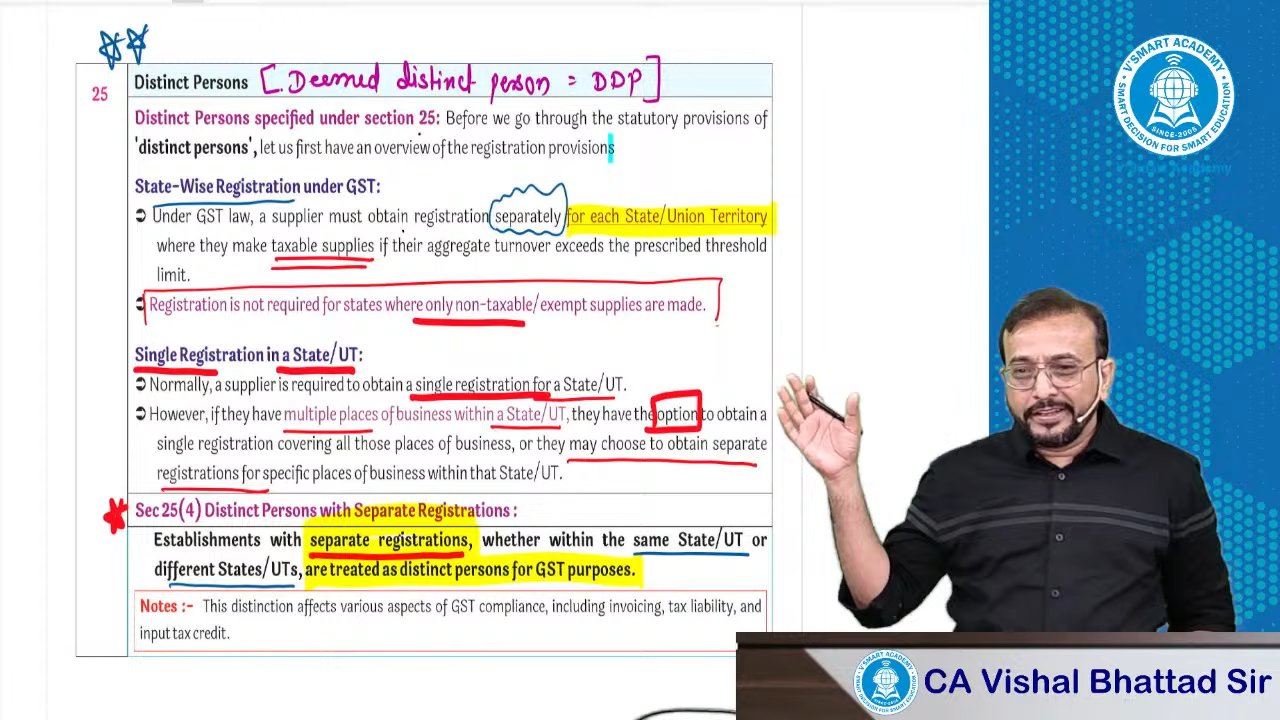 25
Distinct Persons [. Deemed distinct person = DDP ]
Distinct Persons specified under section 25: Before we go through the statutory provisions of
'distinct persons', let us first have an overview of the registration provisions
State-Wise Registration under GST:
➲ Under GST law, a supplier must obtain registration separately for each State/Union Territory
where they make taxable supplies if their aggregate turnover exceeds the prescribed threshold
limit.
➲ Registration is not required for states where only non-taxable/exempt supplies are made.
Single Registration in a State/UT:
➲ Normally, a supplier is required to obtain a single registration for a State/UT.
➲ However, if they have multiple places of business within a State/UT, they have the option to obtain a
single registration covering all those places of business, or they may choose to obtain separate
registrations for specific places of business within that State/UT.
Sec 25(4) Distinct Persons with Separate Registrations :
Establishments with separate registrations, whether within the same State/UT or
different States/UTs, are treated as distinct persons for GST purposes.
Notes :- This distinction affects various aspects of GST compliance, including invoicing, tax liability, and
input tax credit.
V'SMART ACADEMY
SINCE-2005
SMART DECISION FOR SMART EDUCATION
V'Smart Academy
V'SMART ACADEMY
CA Vishal Bhattad Sir